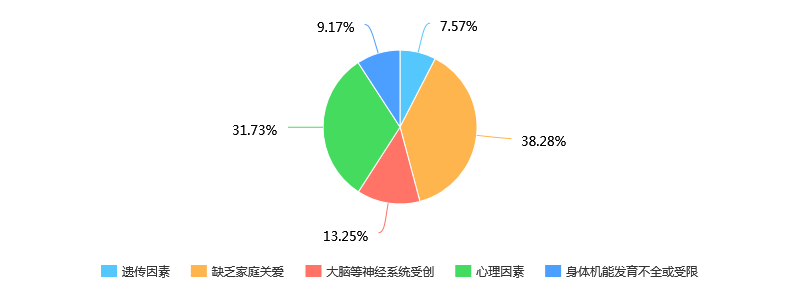 9.17%
7.57%
31.73%
38.28%
13.25%
遗传因素
缺乏家庭关爱
大脑等神经系统受创
心理因素
身体机能发育不全或受限